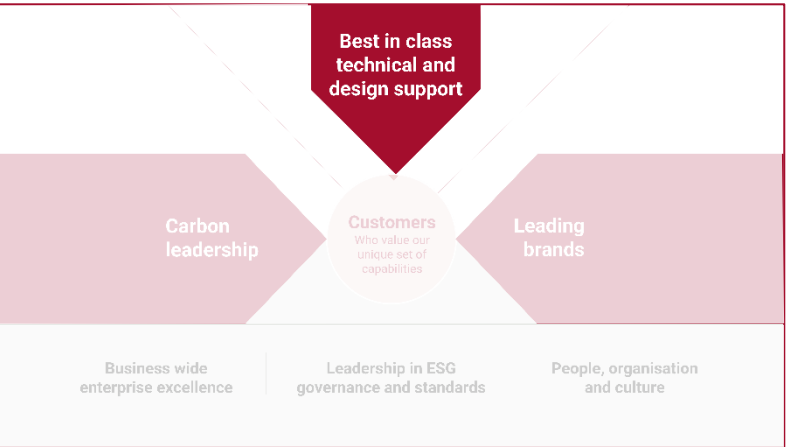 Best in class
technical and
design support
Carbon
leadership
Customers
Who value our
unique set of
capabilities
Leading
brands
Business wide
enterprise excellence
Leadership in ESG
governance and standards
People, organisation
and culture